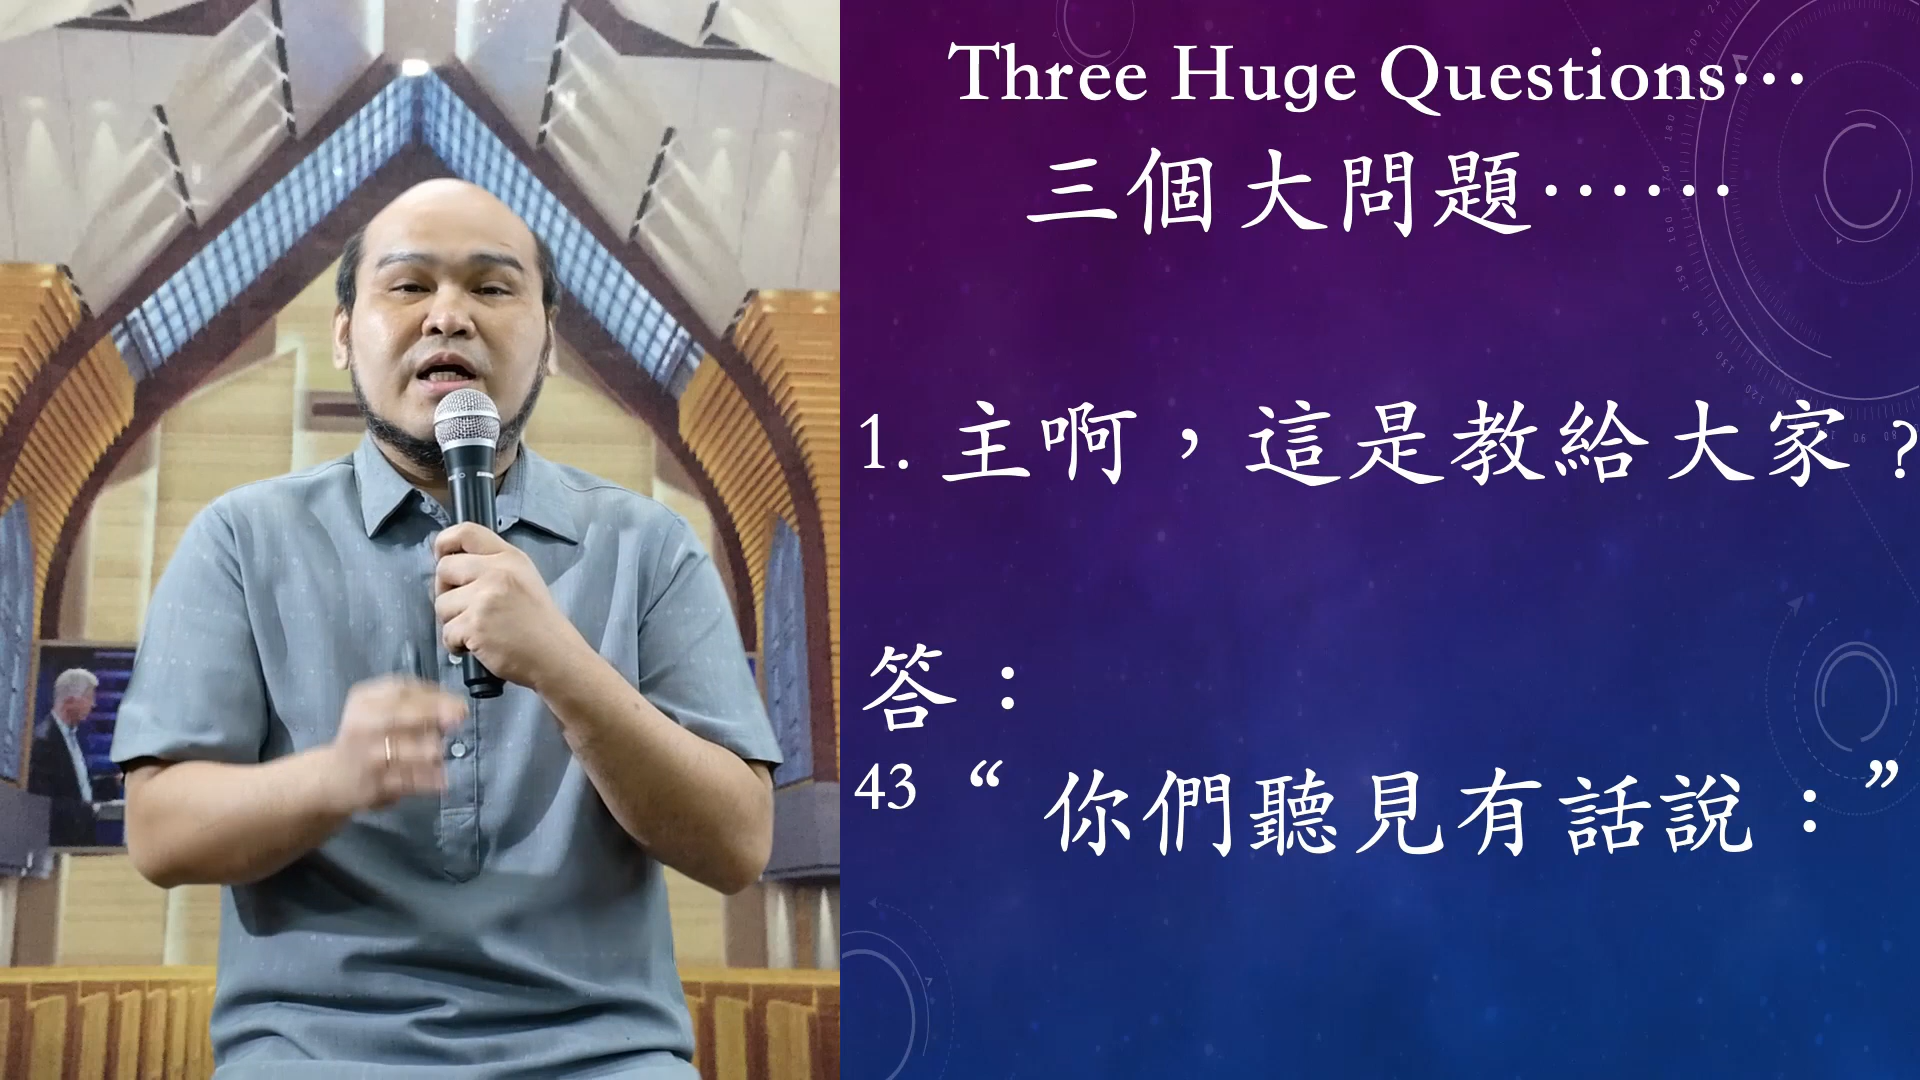 Three Huge Questions…
三個大問題……
1. 主啊，這是教給大家？
答：
43 “你們聽見有話說：”